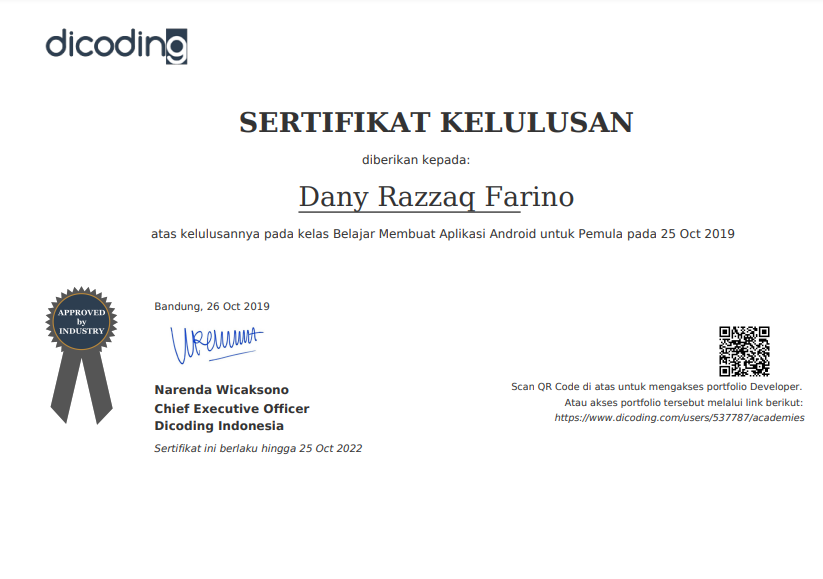 dicoding
SERTIFIKAT KELULUSAN
diberikan kepada:
Dany Razzaq Farino
atas kelulusannya pada kelas Belajar Membuat Aplikasi Android untuk Pemula pada 25 Oct 2019
APPROVED
by
INDUSTRY
Bandung, 26 Oct 2019
Narenda Wicaksono
Chief Executive Officer
Dicoding Indonesia
Sertifikat ini berlaku hingga 25 Oct 2022
Scan QR Code di atas untuk mengakses portfolio Developer.
Atau akses portfolio tersebut melalui link berikut:
https://www.dicoding.com/users/537787/academies